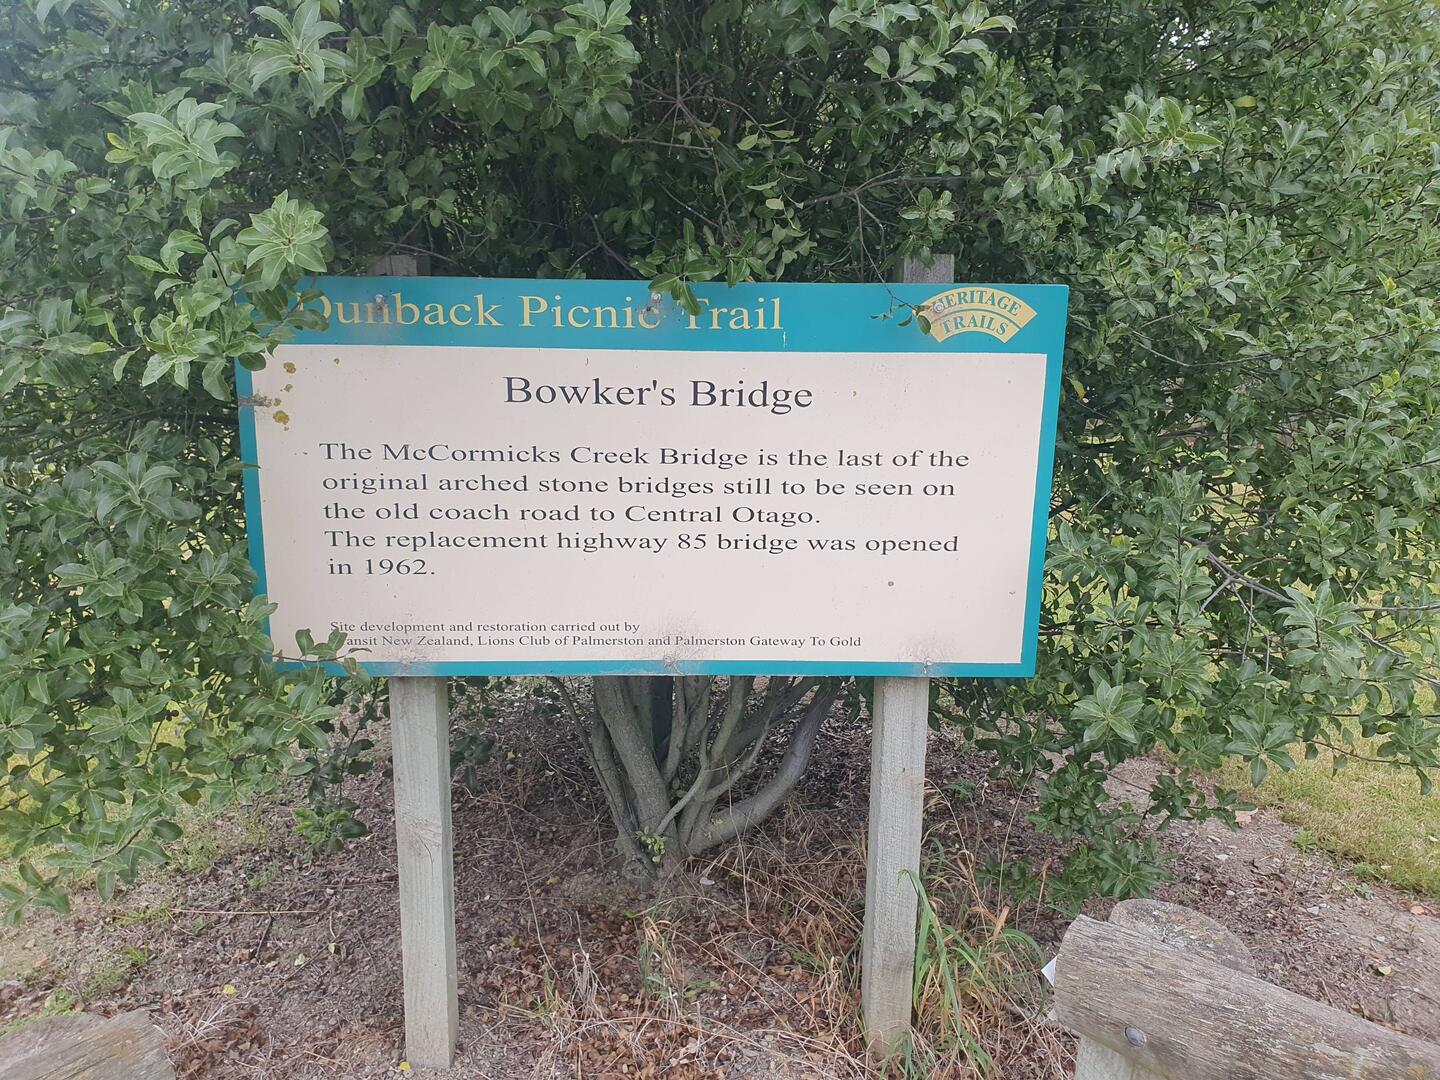 Dunback Picnic Trail
HERITAGE
TRAILS
Bowker's Bridge
The McCormicks Creek Bridge is the last of the
original arched stone bridges still to be seen on
the old coach road to Central Otago.
The replacement highway 85 bridge was opened
in 1962.
Site development and restoration carried out by
Transit New Zealand, Lions Club of Palmerston and Palmerston Gateway To Gold